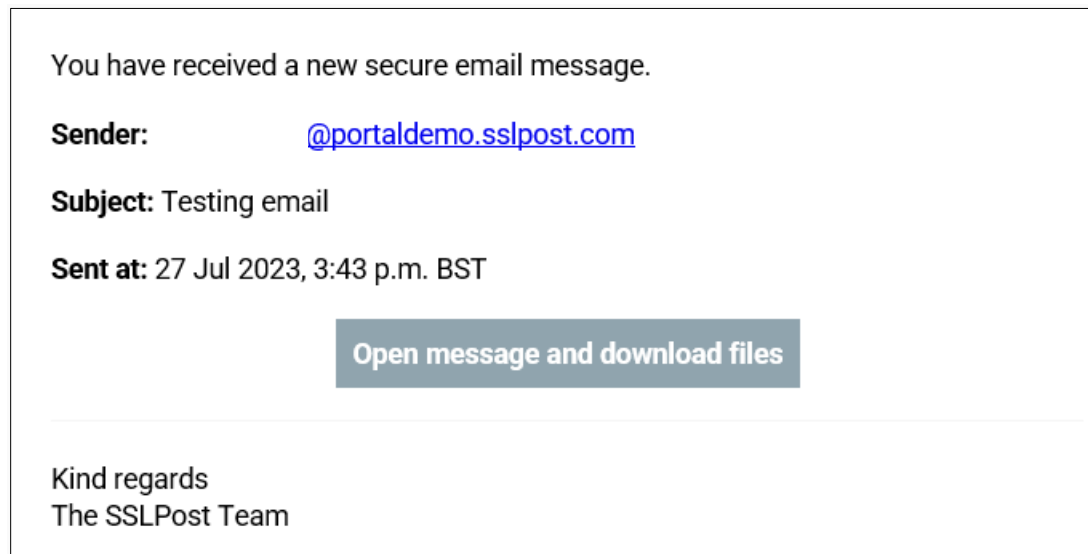 You have received a new secure email message.
Sender: @portaldemo.sslpost.com
Subject: Testing email
Sent at: 27 Jul 2023, 3:43 p.m. BST
Open message and download files
Kind regards
The SSLPost Team